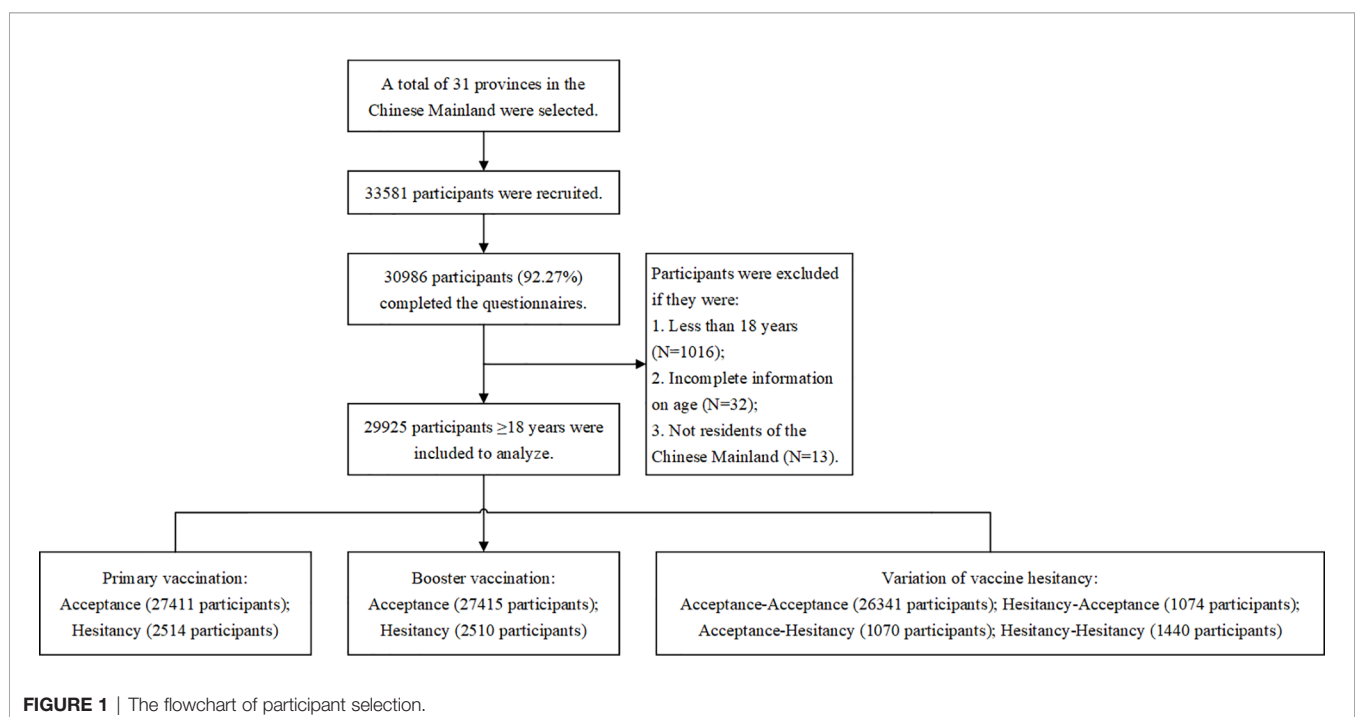 A total of 31 provinces in the
Chinese Mainland were selected.
33581 participants were recruited.
30986 participants (92.27%)
completed the questionnaires.
Participants were excluded
if they were:
1. Less than 18 years
(N=1016);
2. Incomplete information
on age (N=32);
3. Not residents of the
Chinese Mainland (N=13).
29925 participants ≥18 years were
included to analyze.
Primary vaccination:
Acceptance (27411 participants);
Hesitancy (2514 participants)
Booster vaccination:
Acceptance (27415 participants);
Hesitancy (2510 participants)
Variation of vaccine hesitancy:
Acceptance-Acceptance (26341 participants); Hesitancy-Acceptance (1074 participants);
Acceptance-Hesitancy (1070 participants); Hesitancy-Hesitancy (1440 participants)
FIGURE 1 | The flowchart of participant selection.